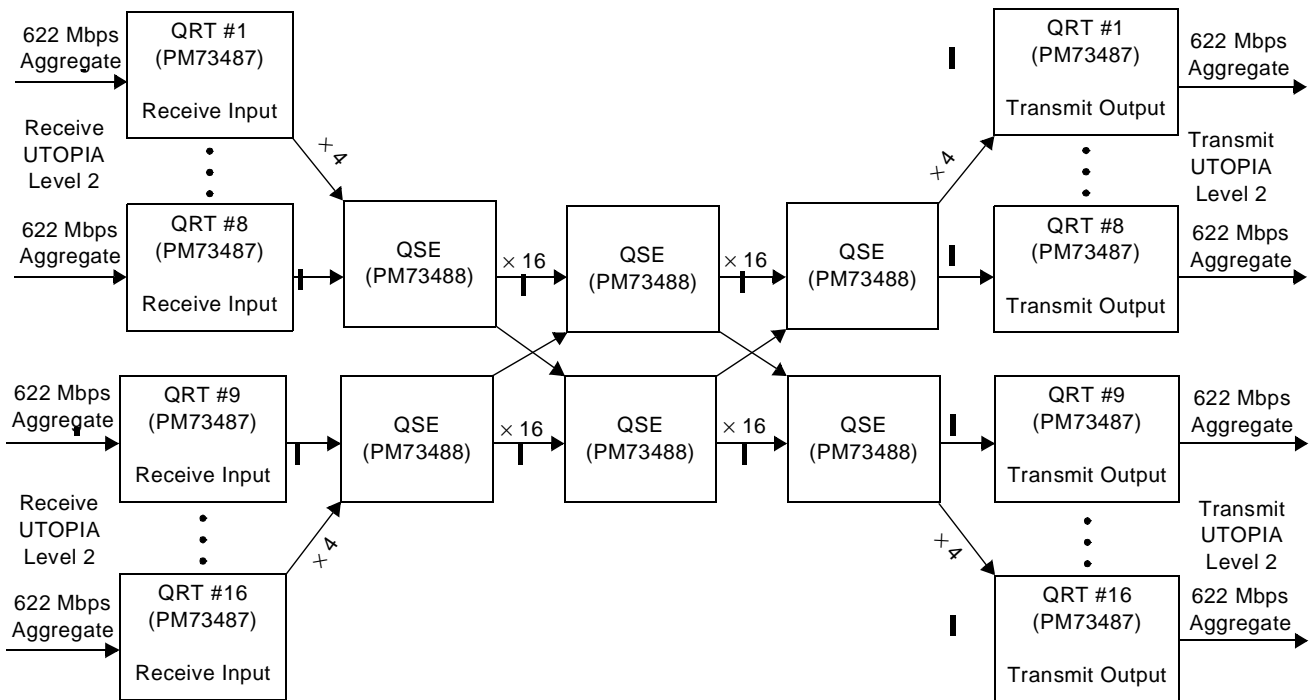 622 Mbps
Aggregate
QRT #1
(PM73487)
Receive Input
QRT #1
(PM73487)
Transmit Output
622 Mbps
Aggregate
Receive
UTOPIA
Level 2
× 4
× 4
Transmit
UTOPIA
Level 2
622 Mbps
Aggregate
QRT #8
(PM73487)
Receive Input
QSE
(PM73488)
× 16
QSE
(PM73488)
× 16
QSE
(PM73488)
QRT #8
(PM73487)
Transmit Output
622 Mbps
Aggregate
622 Mbps
Aggregate
QRT #9
(PM73487)
Receive Input
QSE
(PM73488)
× 16
QSE
(PM73488)
× 16
QSE
(PM73488)
QRT #9
(PM73487)
Transmit Output
622 Mbps
Aggregate
Receive
UTOPIA
Level 2
× 4
× 4
Transmit
UTOPIA
Level 2
622 Mbps
Aggregate
QRT #16
(PM73487)
Receive Input
QRT #16
(PM73487)
Transmit Output
622 Mbps
Aggregate